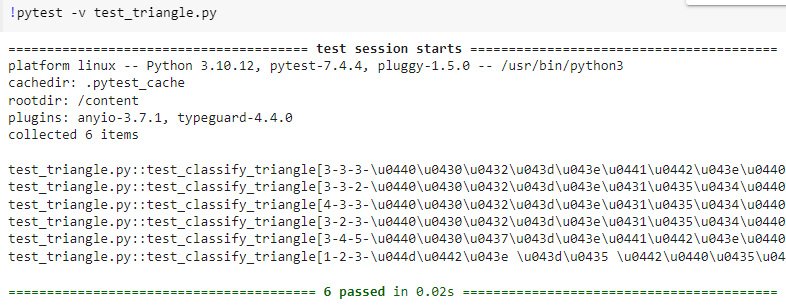 !pytest -v test_triangle.py
======================================= test session starts ========================================
platform linux -- Python 3.10.12, pytest-7.4.4, pluggy-1.5.0 -- /usr/bin/python3
cachedir: .pytest_cache
rootdir: /content
plugins: anyio-3.7.1, typeguard-4.4.0
collected 6 items
test_triangle.py::test_classify_triangle[3-3-3-\u0440\u0430\u0432\u043d\u043e\u0441\u0442\u043e\u0440
test_triangle.py::test_classify_triangle[3-3-2-\u0440\u0430\u0432\u043d\u043e\u0431\u0435\u0434\u0440
test_triangle.py::test_classify_triangle[4-3-3-\u0440\u0430\u0432\u043d\u043e\u0431\u0435\u0434\u0440
test_triangle.py::test_classify_triangle[3-2-3-\u0440\u0430\u0432\u043d\u043e\u0431\u0435\u0434\u0440
test_triangle.py::test_classify_triangle[3-4-5-\u0440\u0430\u0437\u043d\u043e\u0441\u0442\u043e\u0440
test_triangle.py::test_classify_triangle[1-2-3-\u044d\u0442\u043e \u043d\u0435 \u0442\u0440\u0435\u04
======================================== 6 passed in 0.02s =========================================